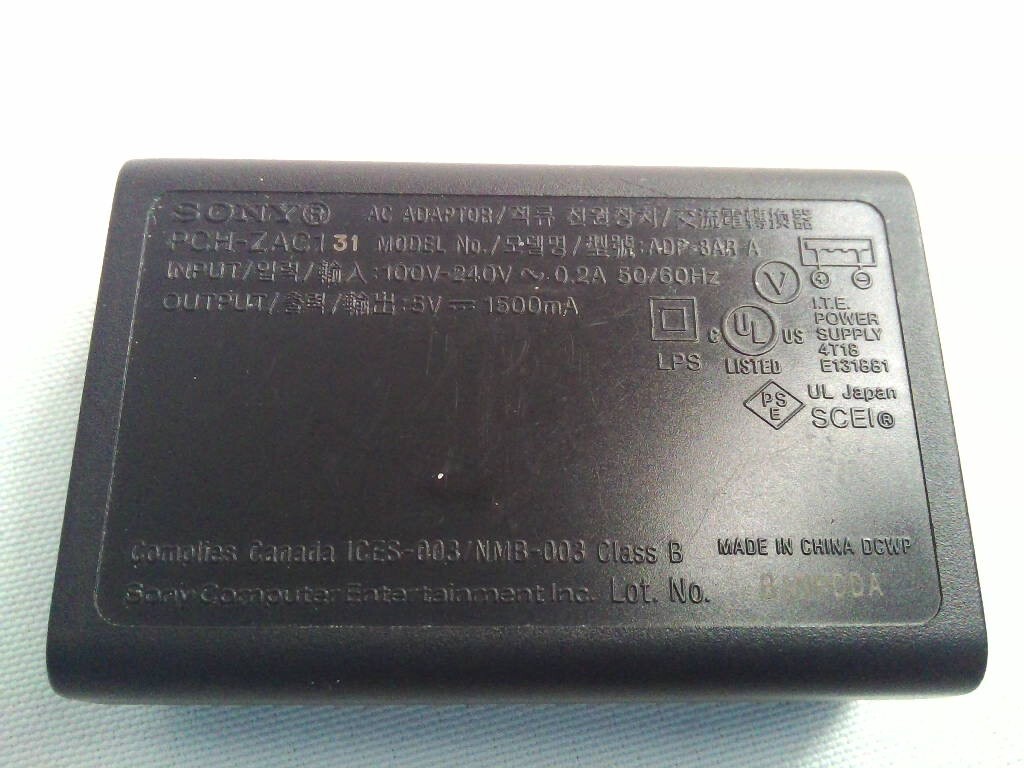 SONY® AC ADAPTOR/직류 전원장치/交流電轉換器
PCH-ZAC1 31 MODEL No./모델명/型號:ADP-8AR A
INPUT/입력/輸入:100V-240V ~ 0.2A 50/60Hz
OUTPUT/출력/輸出:5V ⎓ 1500mA
V
LPS
C UL US
LISTED
I.T.E.
POWER
SUPPLY
4T18
E131881
PS
E
UL Japan
SCEI®
Complies Canada ICES-003/NMB-003 Class B
MADE IN CHINA DCWP
Sony Computer Entertainment Inc. Lot. No.